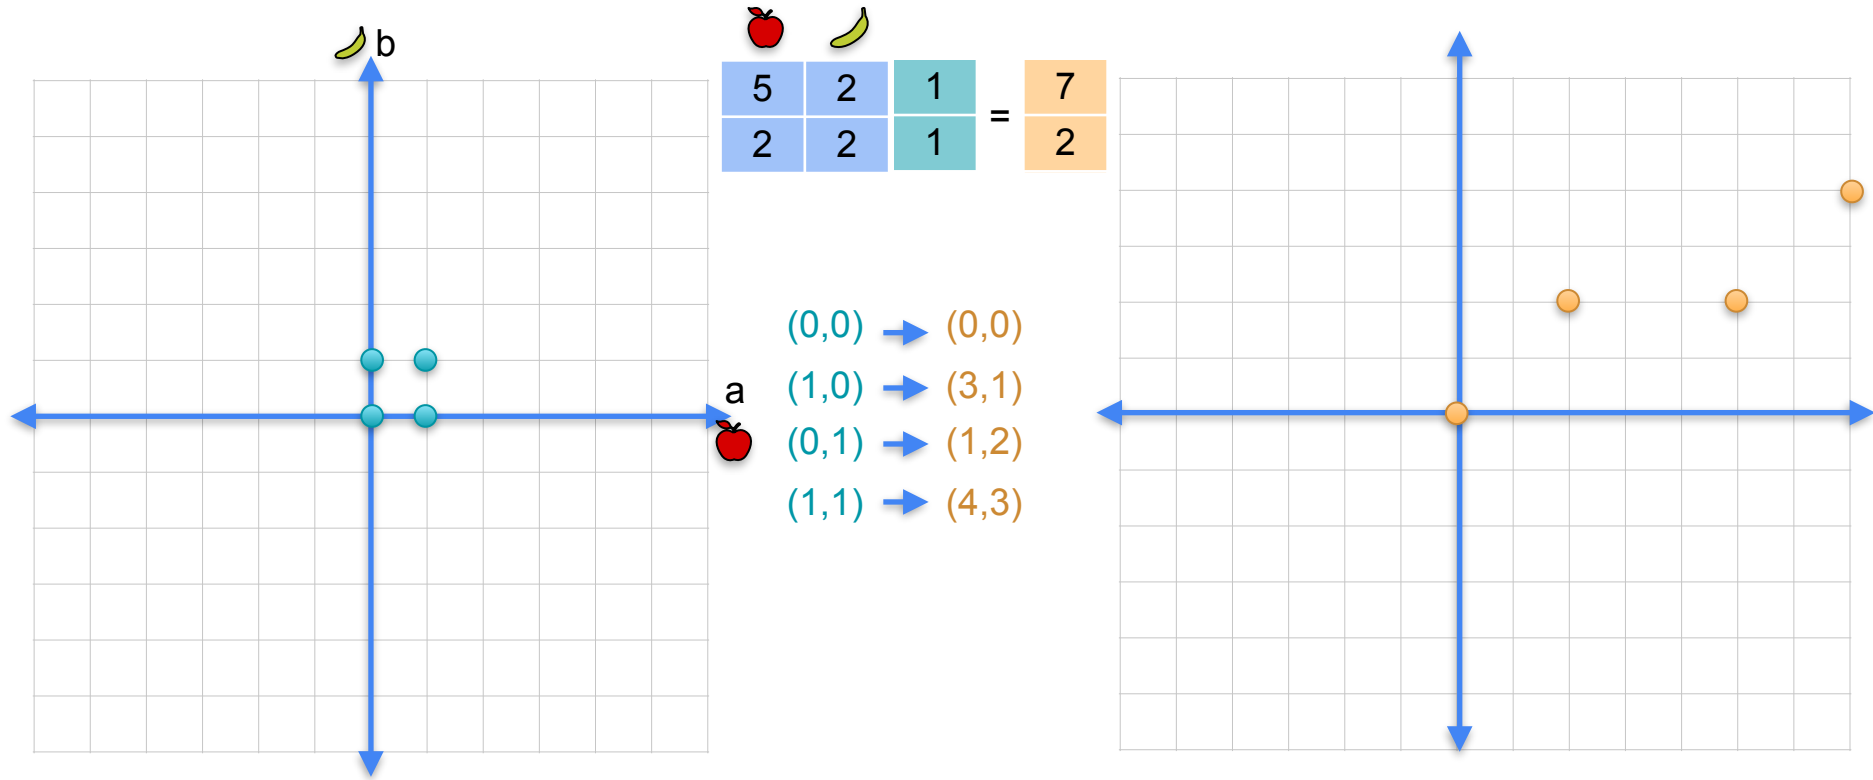 b
5 2 1 = 7
2 2 1 2
(0,0) (0,0)
a
(1,0) (3,1)
(0,1) (1,2)
(1,1) (4,3)